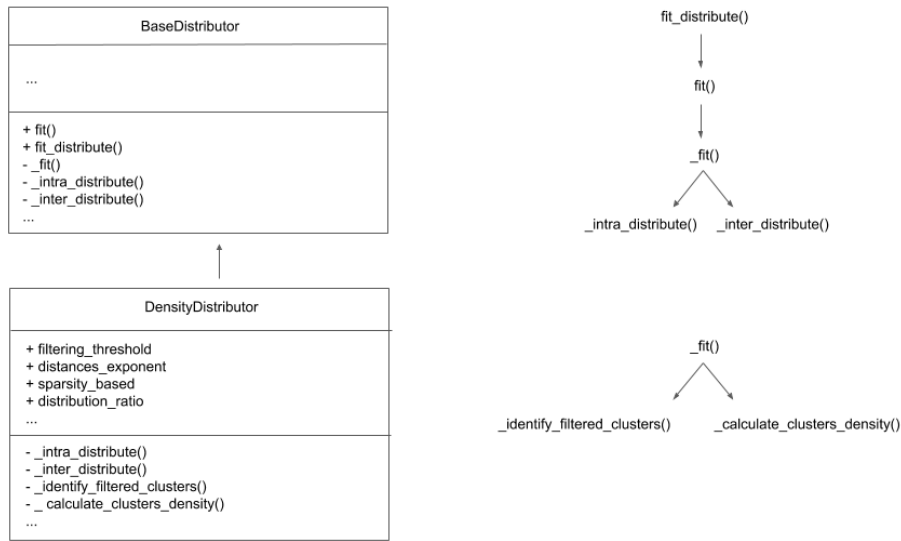 BaseDistributor
...
+ fit()
+ fit_distribute()
- _fit()
- _intra_distribute()
- _inter_distribute()
...
DensityDistributor
+ filtering_threshold
+ distances_exponent
+ sparsity_based
+ distribution_ratio
...
- _intra_distribute()
- _inter_distribute()
- _identify_filtered_clusters()
- _ calculate_clusters_density()
...
fit_distribute()
fit()
_fit()
_intra_distribute() _inter_distribute()
_fit()
_identify_filtered_clusters() _calculate_clusters_density()